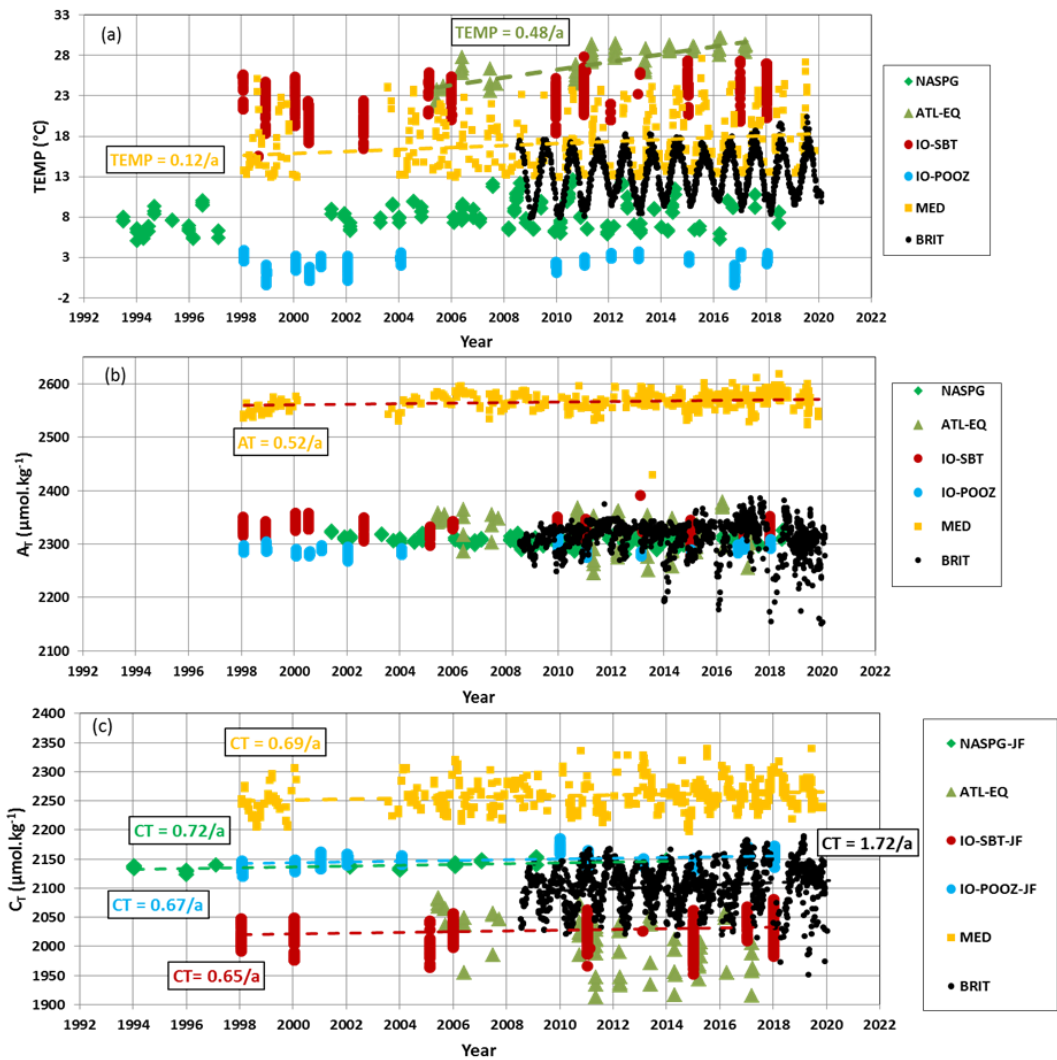 (a)
TEMP = 0.48/a
TEMP = 0.12/a
TEMP (°C)
33
28
23
18
13
8
3
-2
1992 1994 1996 1998 2000 2002 2004 2006 2008 2010 2012 2014 2016 2018 2020 2022
Year
NASPG
ATL-EQ
IO-SBT
IO-POOZ
MED
BRIT
(b)
AT = 0.52/a
AT (µmol.kg-1)
2600
2500
2400
2300
2200
2100
1992 1994 1996 1998 2000 2002 2004 2006 2008 2010 2012 2014 2016 2018 2020 2022
Year
NASPG
ATL-EQ
IO-SBT
IO-POOZ
MED
BRIT
(c)
CT = 0.69/a
CT = 0.72/a
CT = 1.72/a
CT = 0.67/a
CT= 0.65/a
CT (µmol.kg-1)
2400
2350
2300
2250
2200
2150
2100
2050
2000
1950
1900
1992 1994 1996 1998 2000 2002 2004 2006 2008 2010 2012 2014 2016 2018 2020 2022
Year
NASPG-JF
ATL-EQ
IO-SBT-JF
IO-POOZ-JF
MED
BRIT